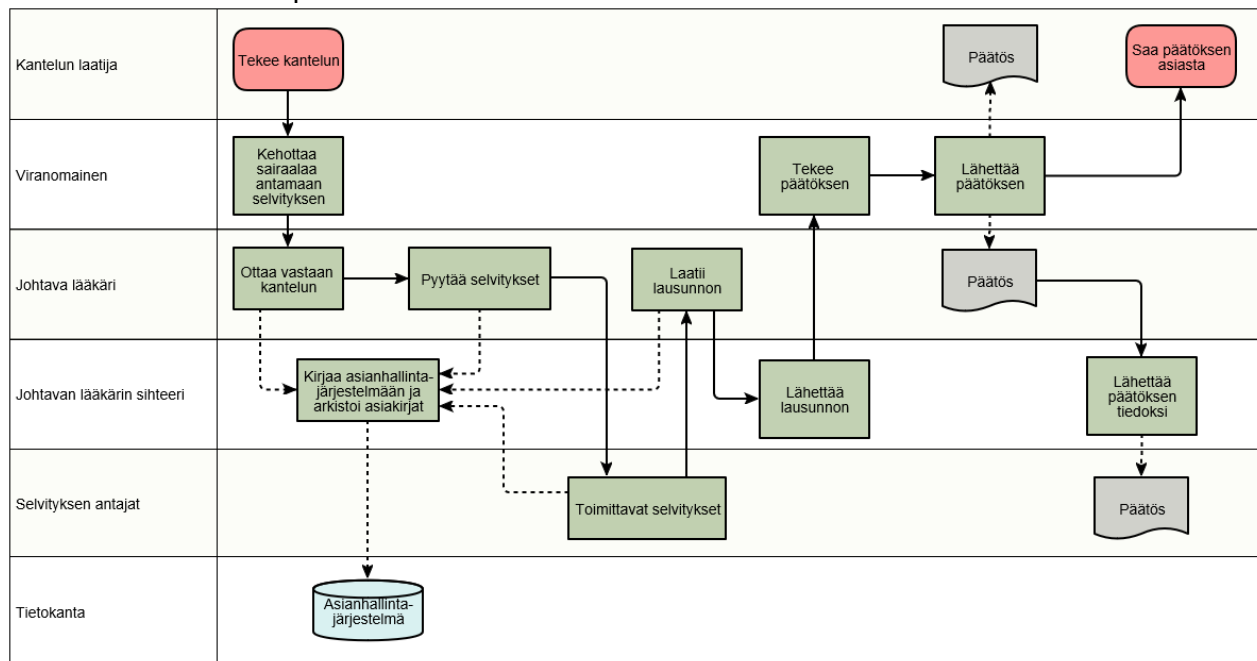 Kantelun laatija
Tekee kantelun
Päätös
Saa päätöksen
asiasta
Viranomainen
Kehottaa
sairaalaa
antamaan
selvityksen
Tekee
päätöksen
Lähettää
päätöksen
Johtava lääkäri
Ottaa vastaan
kantelun
Pyytää selvitykset
Laatii
lausunnon
Päätös
Johtavan lääkärin sihteeri
Kirjaa asianhallinta-
järjestelmään ja
arkistoi asiakirjat
Lähettää
lausunnon
Lähettää
päätöksen
tiedoksi
Selvityksen antajat
Toimittavat selvitykset
Päätös
Tietokanta
Asianhallinta-
järjestelmä